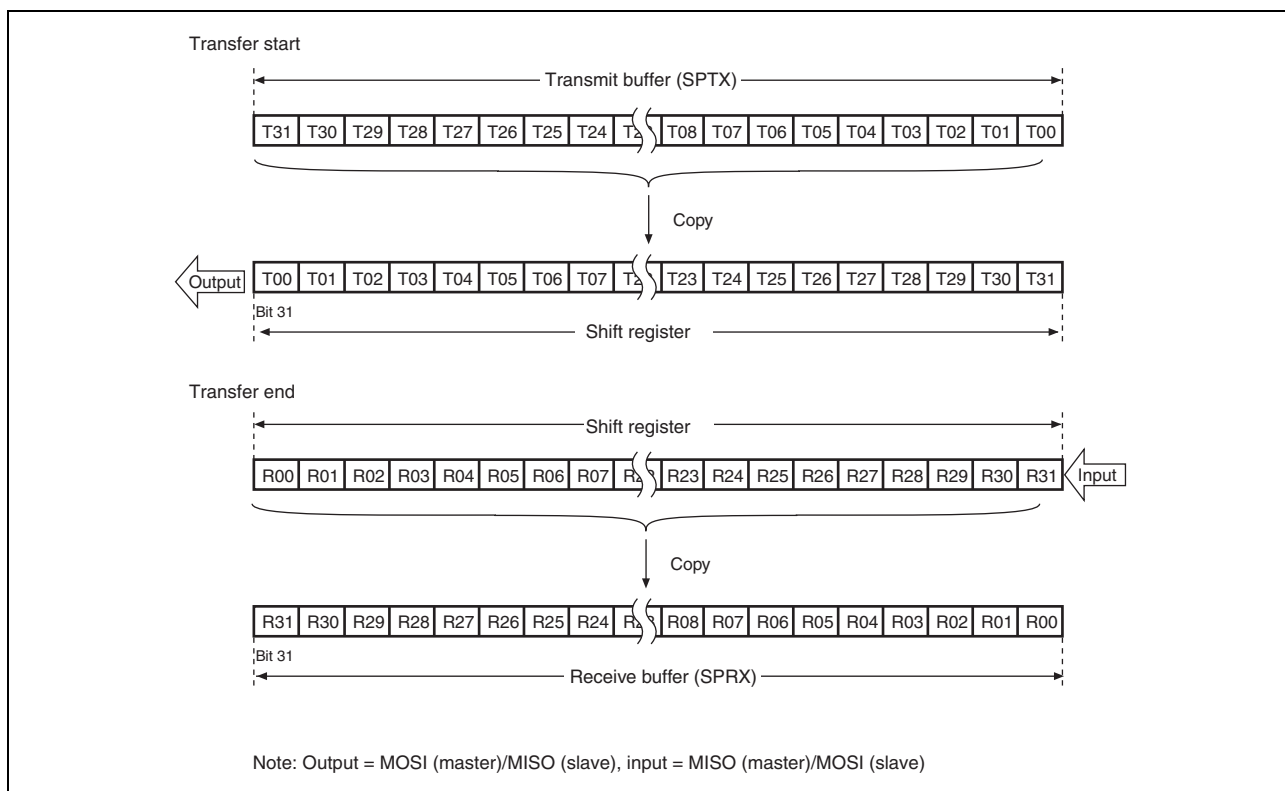 Transfer start
Transmit buffer (SPTX)
T31 T30 T29 T28 T27 T26 T25 T24 T08 T07 T06 T05 T04 T03 T02 T01 T00
Copy
Output T00 T01 T02 T03 T04 T05 T06 T07 T23 T24 T25 T26 T27 T28 T29 T30 T31
Bit 31
Shift register
Transfer end
Shift register
R00 R01 R02 R03 R04 R05 R06 R07 R23 R24 R25 R26 R27 R28 R29 R30 R31 Input
Copy
R31 R30 R29 R28 R27 R26 R25 R24 R08 R07 R06 R05 R04 R03 R02 R01 R00
Bit 31
Receive buffer (SPRX)
Note: Output = MOSI (master)/MISO (slave), input = MISO (master)/MOSI (slave)